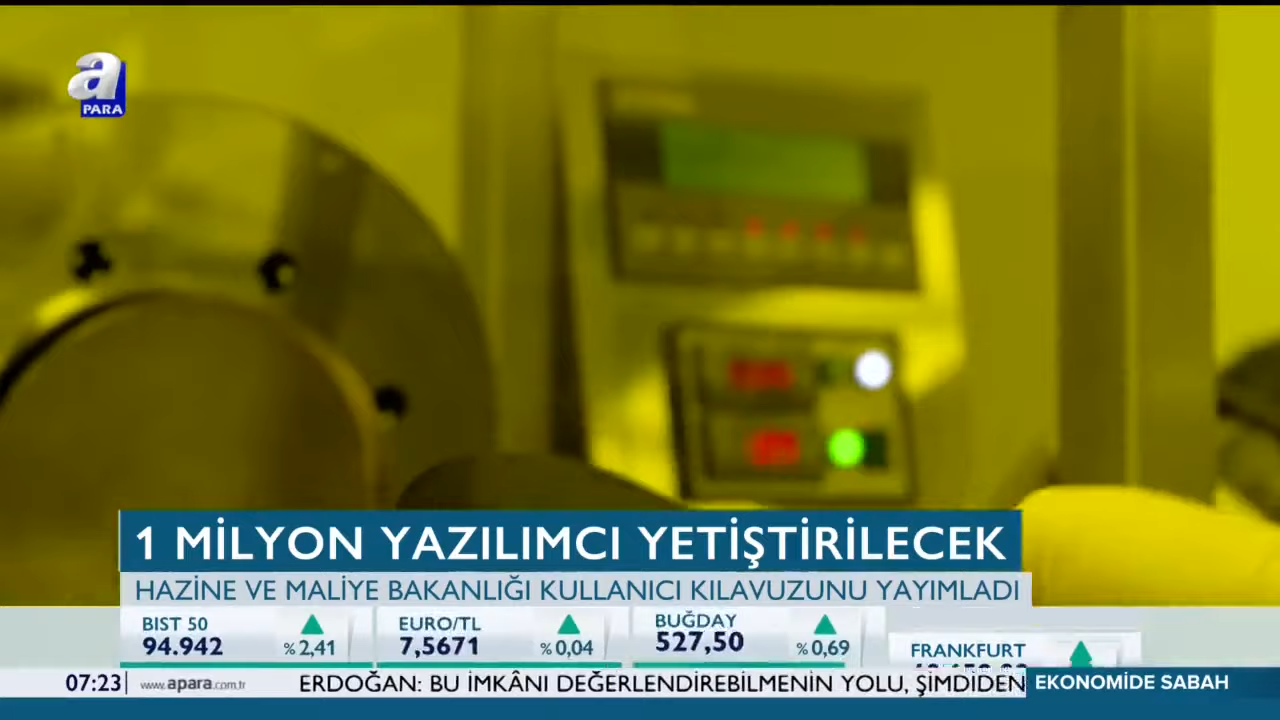 a
PARA
1 MİLYON YAZILIMCI YETİŞTİRİLECEK
HAZİNE VE MALİYE BAKANLIĞI KULLANICI KILAVUZUNU YAYIMLADI
BIST 50
94.942
%2,41
EURO/TL
7,5671
%0,04
BUĞDAY
527,50
%0,69
FRANKFURT
07:23
www.apara.com.tr
ERDOĞAN: BU İMKÂNI DEĞERLENDİREBİLMENİN YOLU, ŞİMDİDEN
EKONOMİDE SABAH